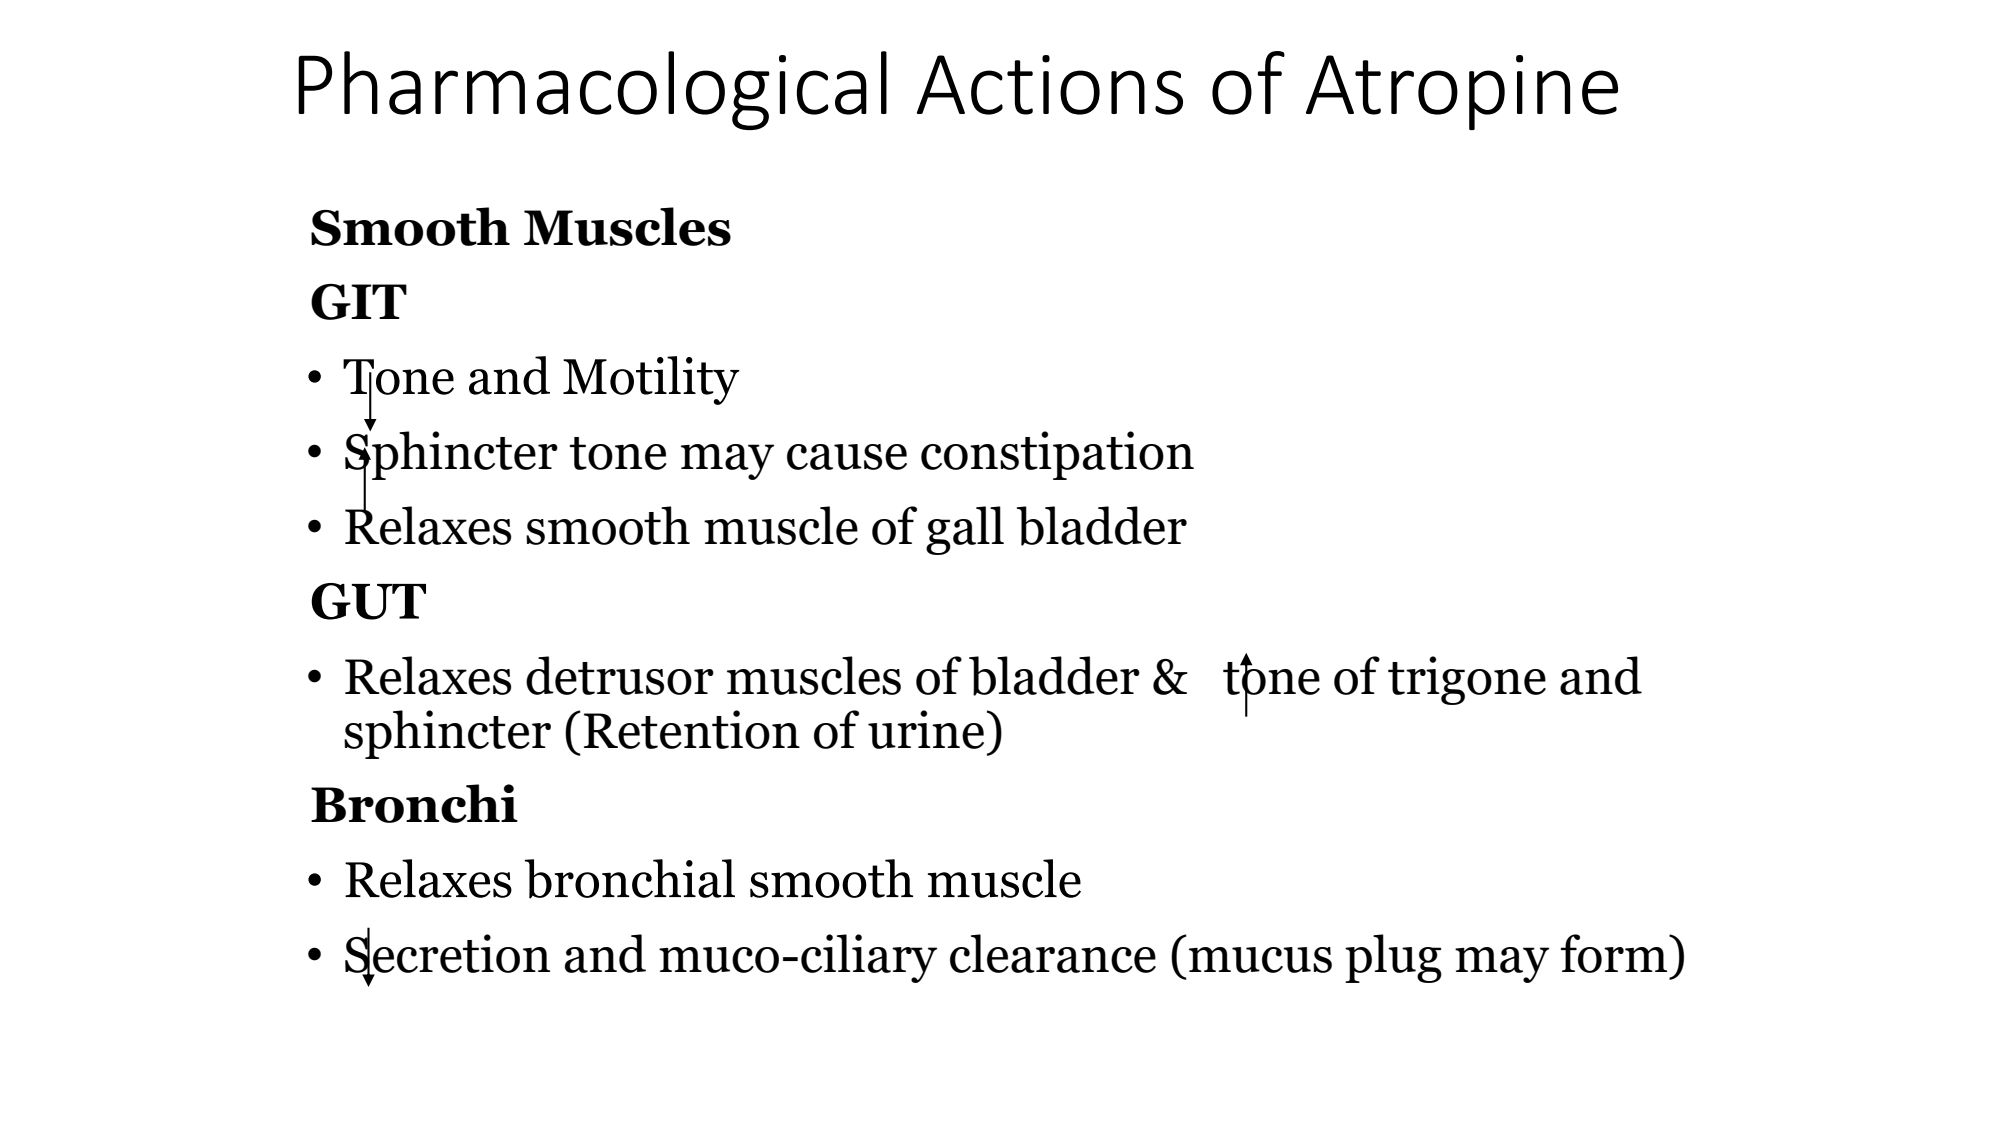 Pharmacological Actions of Atropine
Smooth Muscles
GIT
• Tone and Motility
• Sphincter tone may cause constipation
• Relaxes smooth muscle of gall bladder
GUT
• Relaxes detrusor muscles of bladder & tone of trigone and
sphincter (Retention of urine)
Bronchi
• Relaxes bronchial smooth muscle
• Secretion and muco-ciliary clearance (mucus plug may form)